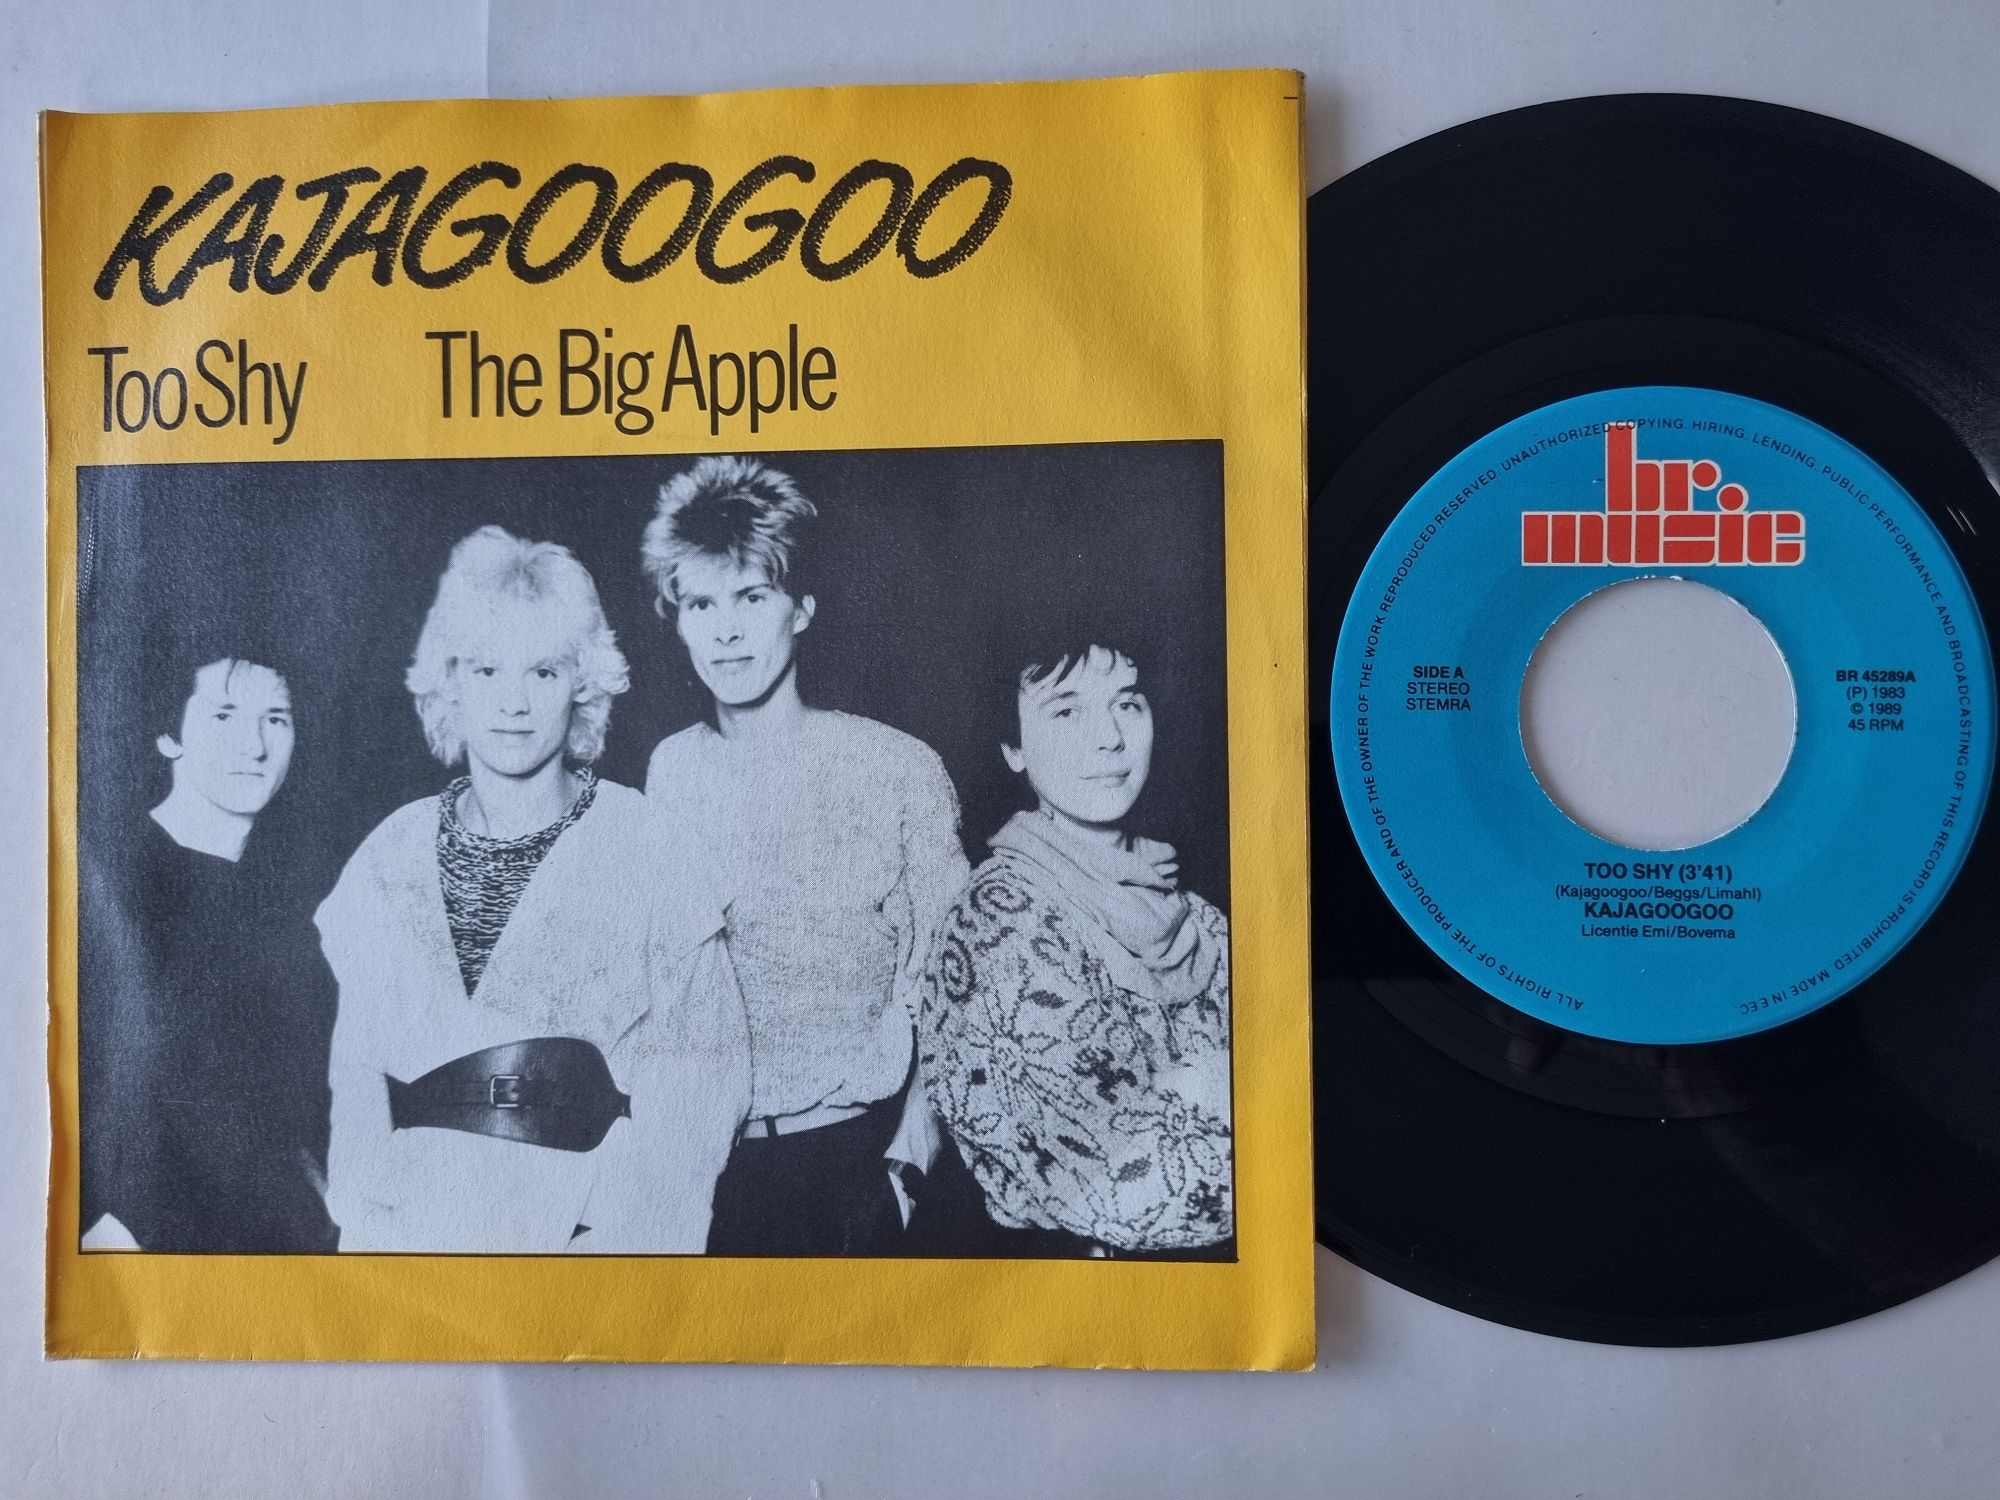 KAJAGOOGOO
Too Shy The Big Apple
br.
music
SIDE A
STEREO
STEMRA
BR 45289A
(P) 1983
© 1989
45 RPM
TOO SHY (3'41)
(Kajagoogoo/Beggs/Limahl)
KAJAGOOGOO
Licentie Emi/Bovema
ALL RIGHTS OF THE PRODUCER AND OF THE OWNER OF THE WORK REPRODUCED RESERVED. UNAUTHORIZED COPYING. HIRING. LENDING. PUBLIC PERFORMANCE AND BROADCASTING OF THIS RECORD IS PROHIBITED MADE IN EEC